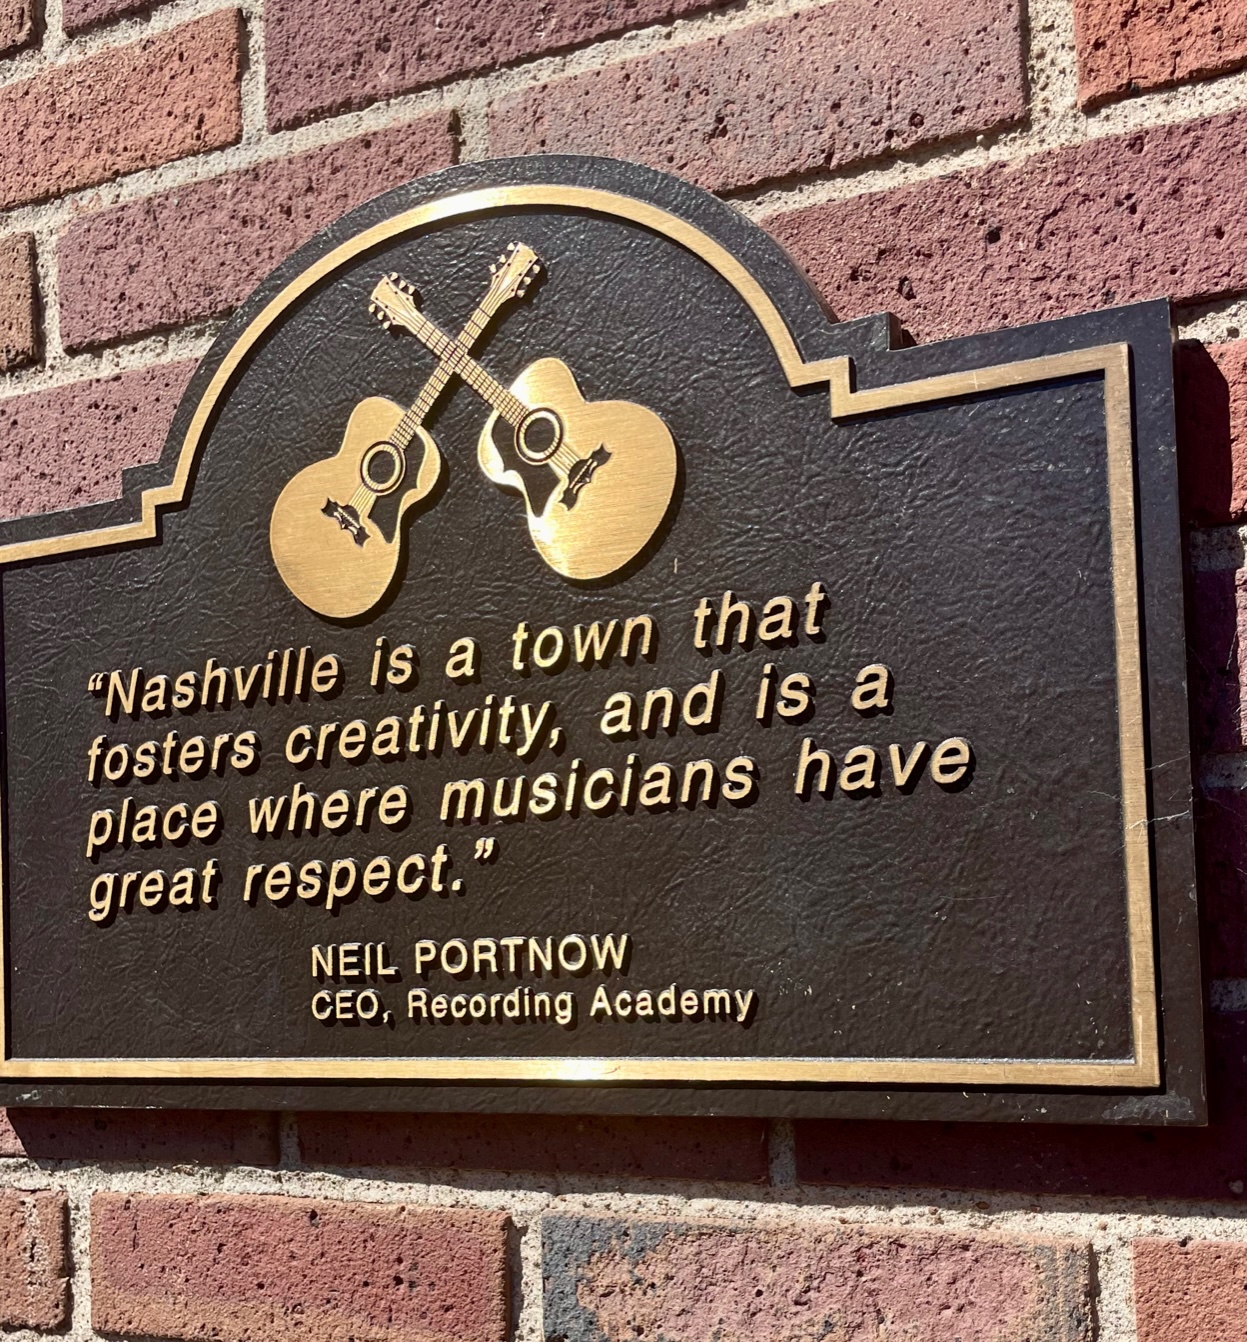 “Nashville is a town that
fosters creativity, and is a
place where musicians have
great respect.”
NEIL PORTNOW
CEO, Recording Academy